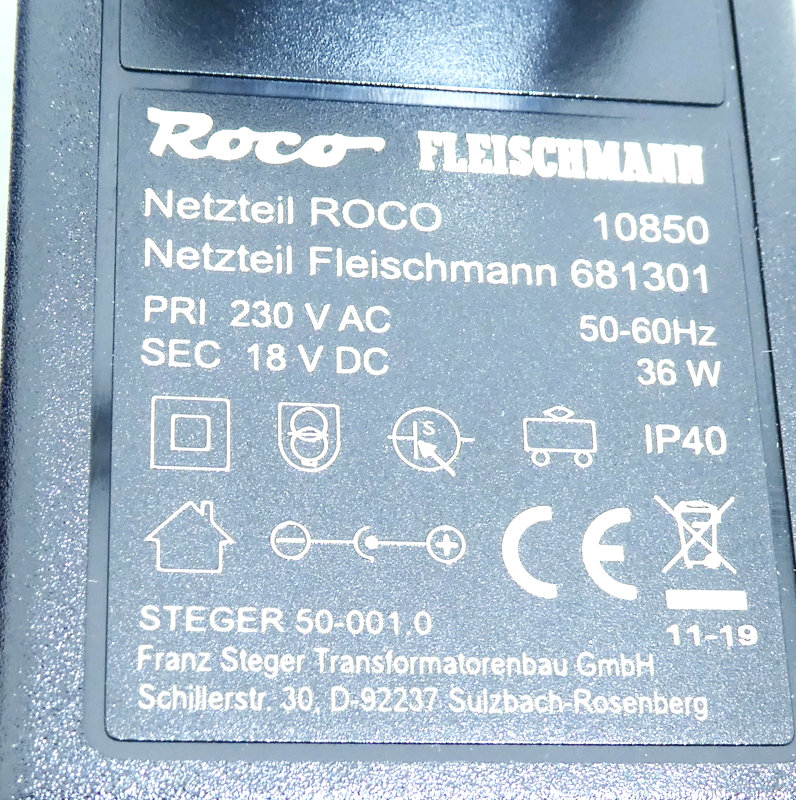 Roco FLEISCHMANN
Netzteil ROCO 10850
Netzteil Fleischmann 681301
PRI 230 V AC 50-60Hz
SEC 18 V DC 36 W
S IP40
CE
11-19
STEGER 50-001.0
Franz Steger Transformatorenbau GmbH
Schillerstr. 30, D-92237 Sulzbach-Rosenberg